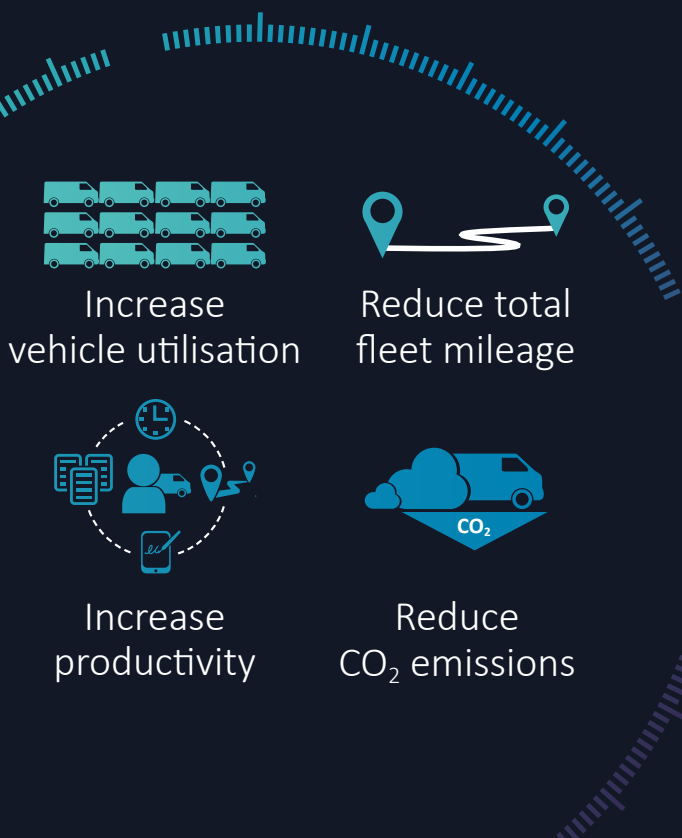 Increase
vehicle utilisation
Reduce total
fleet mileage
CO₂
Increase
productivity
Reduce
CO₂ emissions